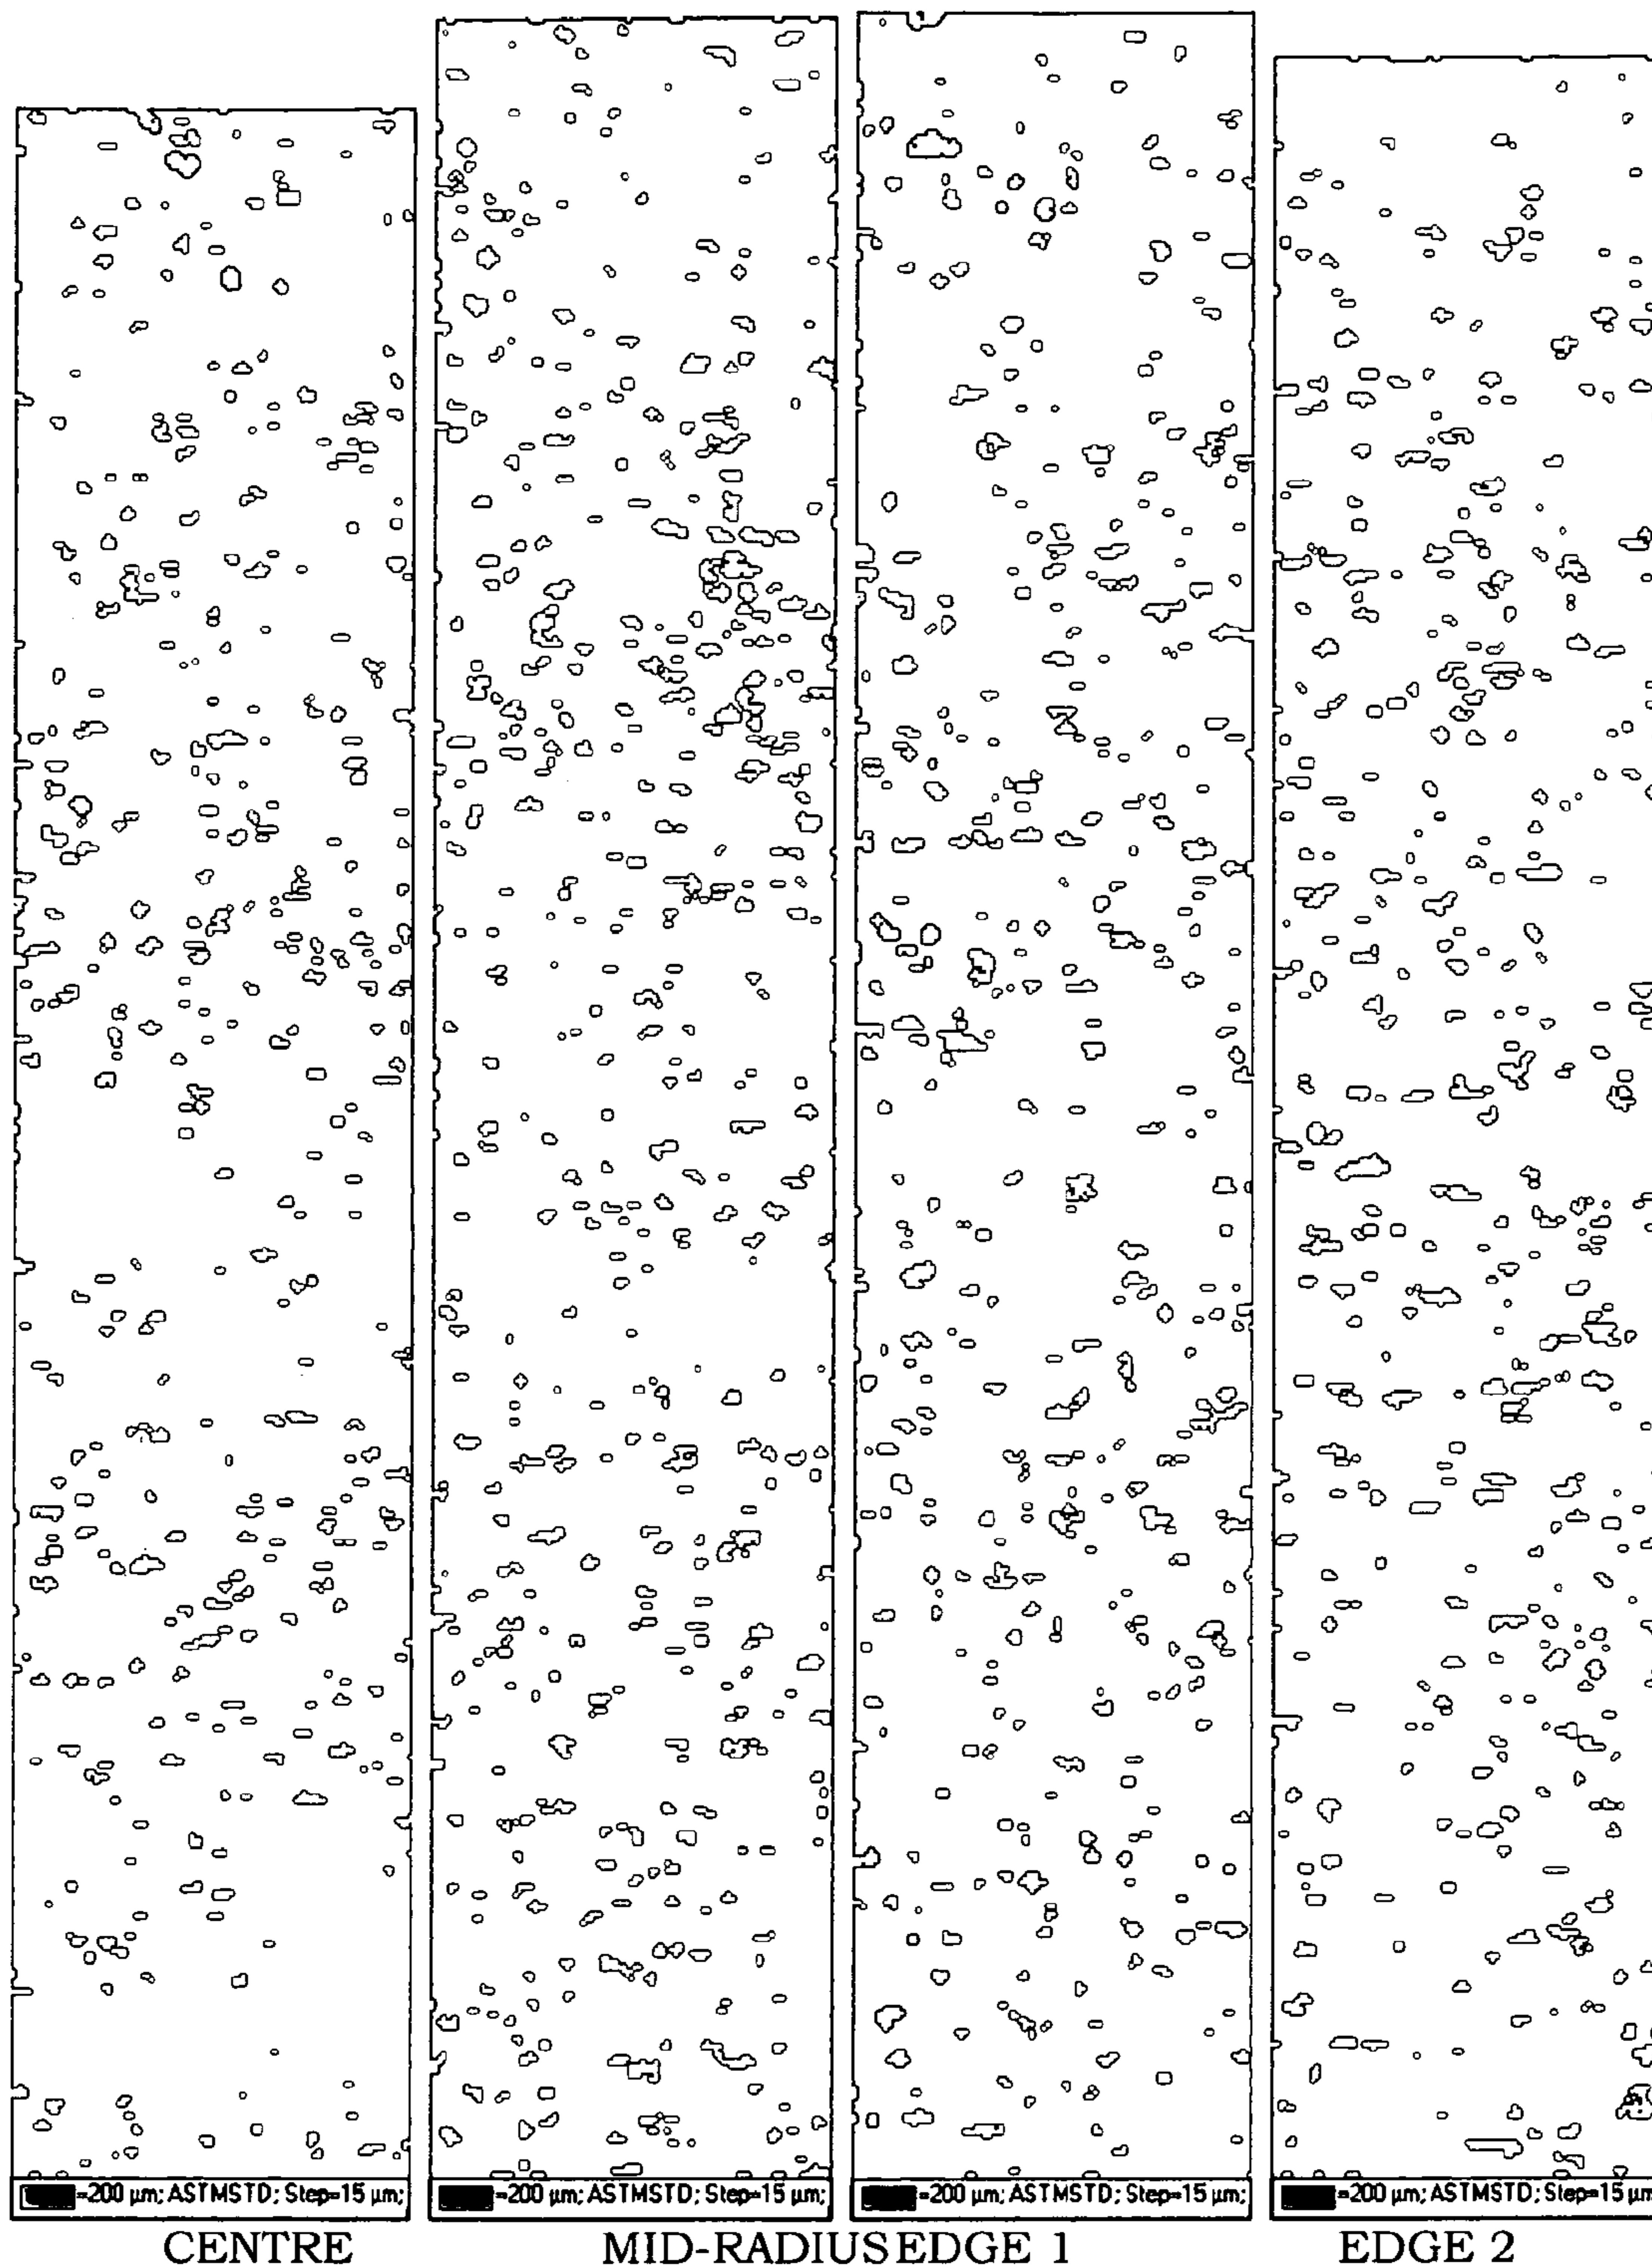 =200 µm; ASTMSTD; Step=15 µm;
=200 µm; ASTMSTD; Step=15 µm;
=200 µm; ASTMSTD; Step=15 µm;
=200 µm; ASTMSTD; Step=15 µm
CENTRE
MID-RADIUS
EDGE 1
EDGE 2